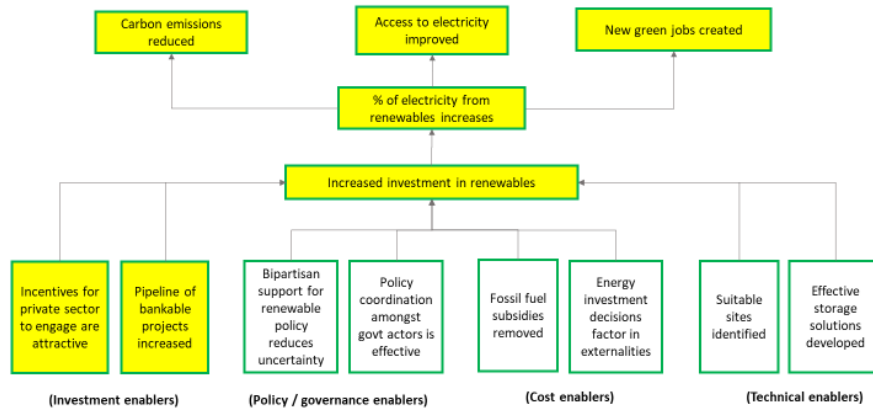 Carbon emissions
reduced
Access to electricity
improved
New green jobs created
% of electricity from
renewables increases
Increased investment in renewables
Incentives for
private sector
to engage are
attractive
Pipeline of
bankable
projects
increased
Bipartisan
support for
renewable
policy
reduces
uncertainty
Policy
coordination
amongst
govt actors is
effective
Fossil fuel
subsidies
removed
Energy
investment
decisions
factor in
externalities
Suitable
sites
identified
Effective
storage
solutions
developed
(Investment enablers)
(Policy / governance enablers)
(Cost enablers)
(Technical enablers)